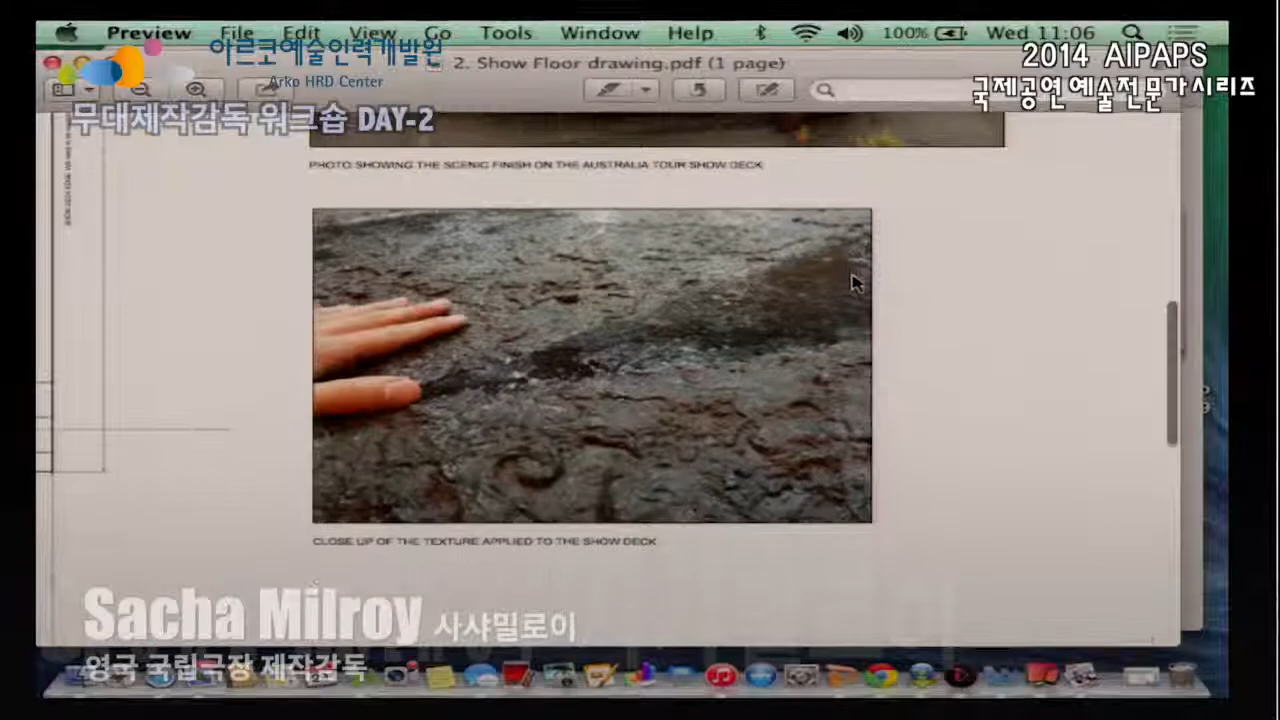 Preview File Edit View Go Tools Window Help 100% Wed 11:06
아르코예술인력개발원
Arko HRD Center
2. Show Floor drawing.pdf (1 page)
2014 AIPAPS
국제공연예술전문가시리즈
무대제작감독 워크숍 DAY-2
PHOTO SHOWING THE SCENIC FINISH ON THE AUSTRALIA TOUR SHOW DECK
CLOSE UP OF THE TEXTURE APPLIED TO THE SHOW DECK
Sacha Milroy 사샤밀로이
영국 국립극장 제작감독